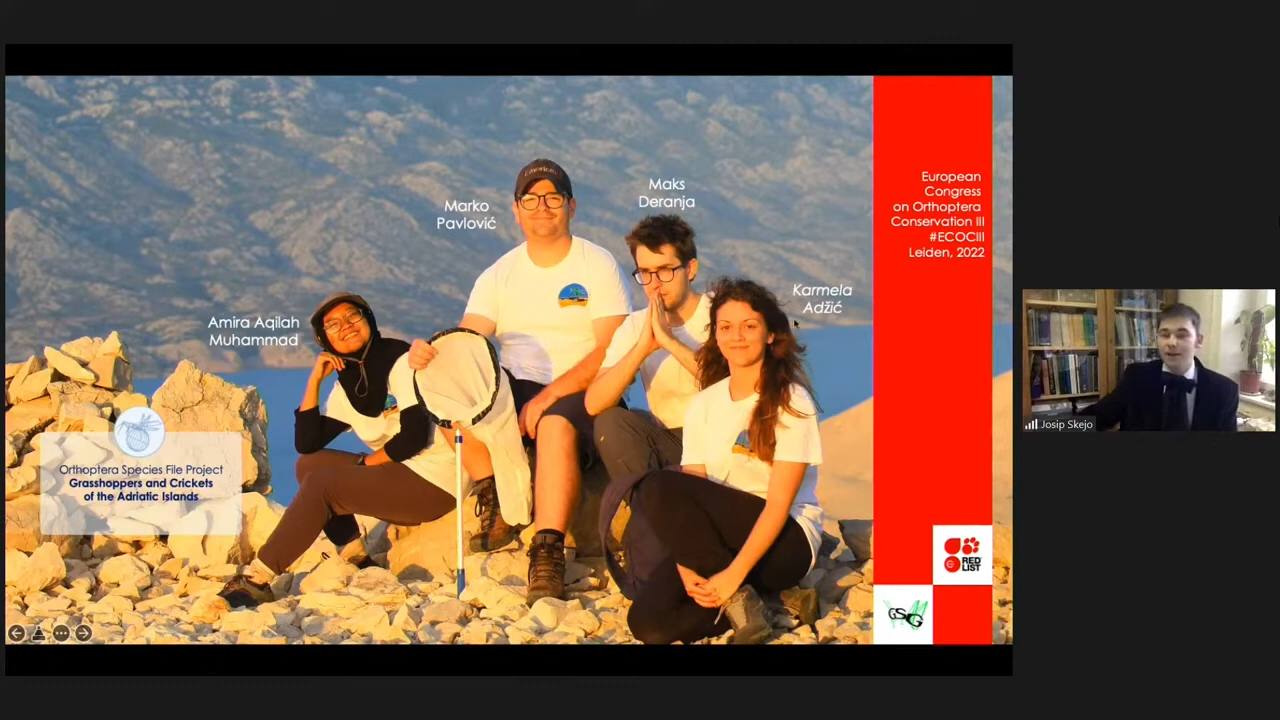 Marko
Pavlović
Maks
Deranja
Karmela
Adžić
Amira Aqilah
Muhammad
Orthoptera Species File Project
Grasshoppers and Crickets
of the Adriatic Islands
European
Congress
on Orthoptera
Conservation III
#ECOCIII
Leiden, 2022
RED
LIST
GSG
Josip Skejo